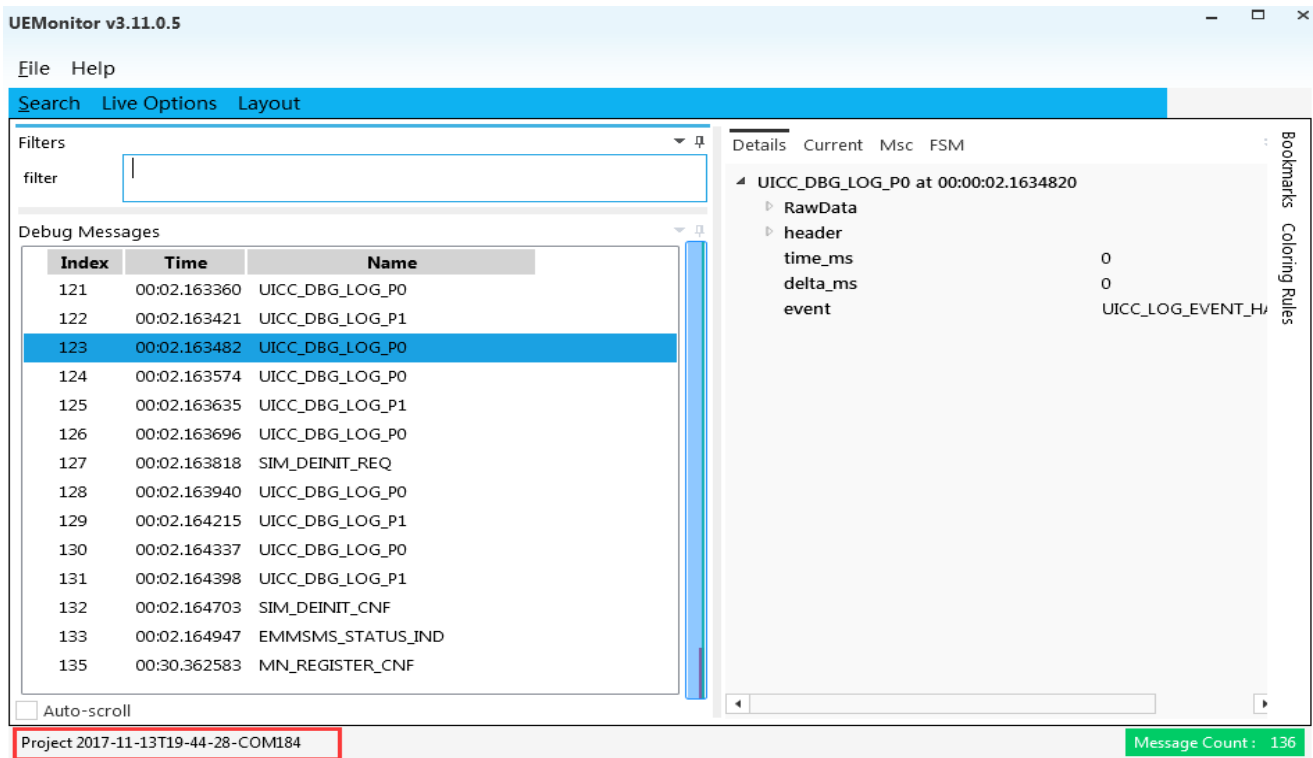 UEMonitor v3.11.0.5
File Help
Search Live Options Layout
Filters
filter
Debug Messages
Index Time Name
121 00:02.163360 UICC_DBG_LOG_P0
122 00:02.163421 UICC_DBG_LOG_P1
123 00:02.163482 UICC_DBG_LOG_P0
124 00:02.163574 UICC_DBG_LOG_P0
125 00:02.163635 UICC_DBG_LOG_P1
126 00:02.163696 UICC_DBG_LOG_P0
127 00:02.163818 SIM_DEINIT_REQ
128 00:02.163940 UICC_DBG_LOG_P0
129 00:02.164215 UICC_DBG_LOG_P1
130 00:02.164337 UICC_DBG_LOG_P0
131 00:02.164398 UICC_DBG_LOG_P1
132 00:02.164703 SIM_DEINIT_CNF
133 00:02.164947 EMMSMS_STATUS_IND
135 00:30.362583 MN_REGISTER_CNF
Auto-scroll
Details Current Msc FSM
UICC_DBG_LOG_P0 at 00:00:02.1634820
RawData
header
time_ms 0
delta_ms 0
event UICC_LOG_EVENT_HA
Bookmarks Coloring Rules
Project 2017-11-13T19-44-28-COM184
Message Count : 136